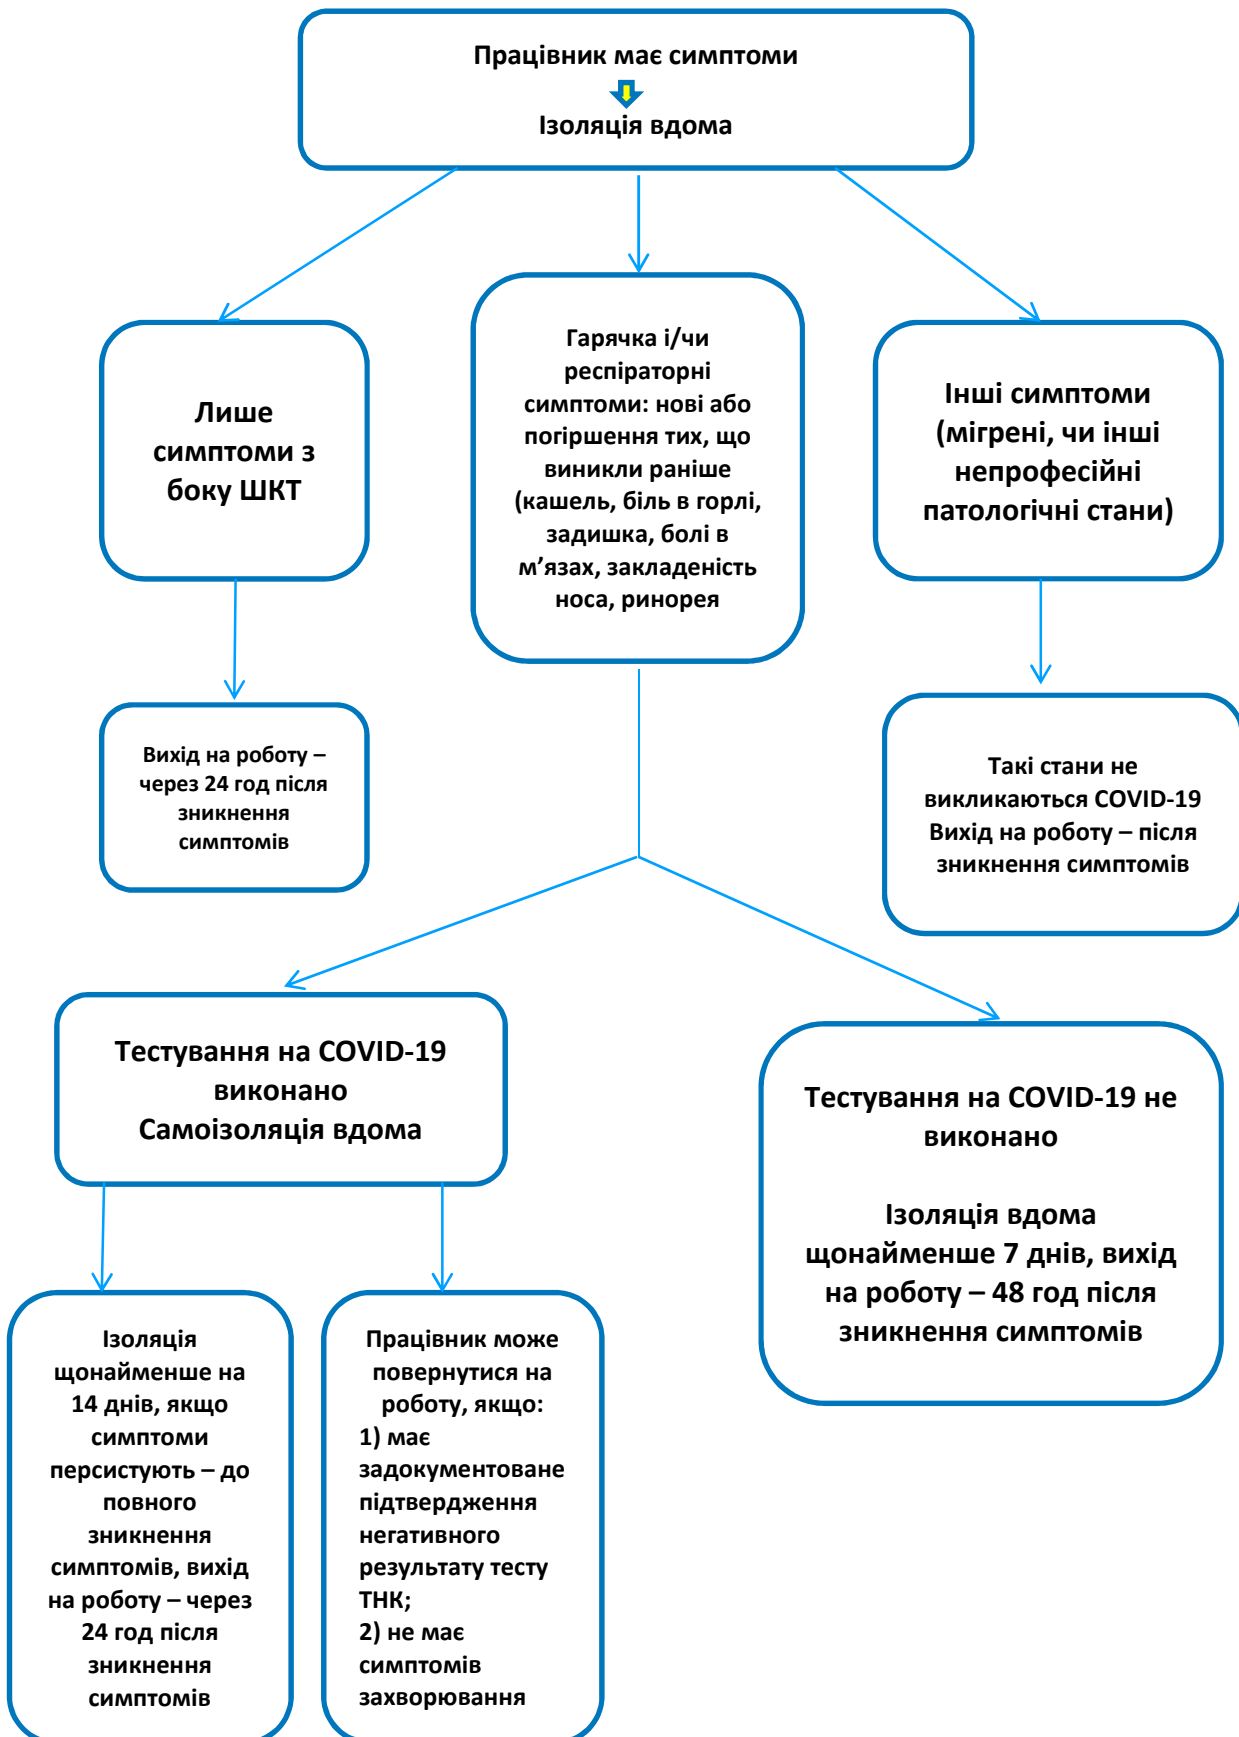 Працівник має симптоми
Ізоляція вдома
Лише
симптоми з
боку ШКТ
Гарячка і/чи
респіраторні
симптоми: нові або
погіршення тих, що
виникли раніше
(кашель, біль в горлі,
задишка, болі в
м’язах, закладеність
носа, ринорея
Інші симптоми
(мігрені, чи інші
непрофесійні
патологічні стани)
Вихід на роботу –
через 24 год після
зникнення
симптомів
Такі стани не
викликаються COVID-19
Вихід на роботу – після
зникнення симптомів
Тестування на COVID-19
виконано
Самоізоляція вдома
Тестування на COVID-19 не
виконано
Ізоляція вдома
щонайменше 7 днів, вихід
на роботу – 48 год після
зникнення симптомів
Ізоляція
щонайменше на
14 днів, якщо
симптоми
персистують – до
повного
зникнення
симптомів, вихід
на роботу – через
24 год після
зникнення
симптомів
Працівник може
повернутися на
роботу, якщо:
1) має
задокументоване
підтвердження
негативного
результату тесту
ТНК;
2) не має
симптомів
захворювання